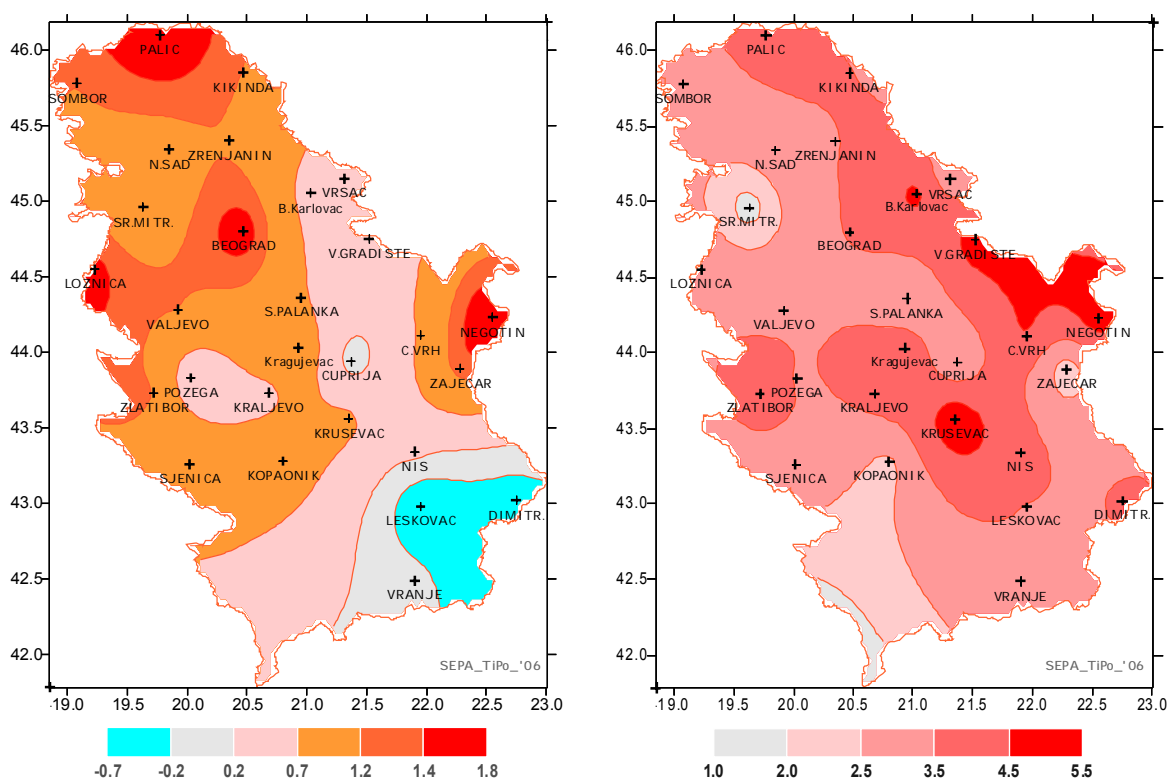 46.0
45.5
45.0
44.5
44.0
43.5
43.0
42.5
42.0
PALIC
KIKINDA
SOMBOR
N.SAD
ZRENJANIN
VRSAC
B.Karlovac
SR.MITR.
BEOGRAD
V.GRADISTE
LOZNICA
VALJEVO
S.PALANKA
NEGOTIN
C.VRH
Kragujevac
CUPRIJA
ZAJECAR
POZEGA
ZLATIBOR
KRALJEVO
KRUSEVAC
NIS
SJENICA
KOPAONIK
LESKOVAC
DIMITR.
VRANJE
SEPA_TiPo_'06
19.0 19.5 20.0 20.5 21.0 21.5 22.0 22.5 23.0
-0.7 -0.2 0.2 0.7 1.2 1.4 1.8
46.0
45.5
45.0
44.5
44.0
43.5
43.0
42.5
42.0
PALIC
KIKINDA
SOMBOR
N.SAD
ZRENJANIN
VRSAC
B.Karlovac
SR.MITR.
BEOGRAD
V.GRADISTE
LOZNICA
VALJEVO
S.PALANKA
NEGOTIN
C.VRH
Kragujevac
CUPRIJA
ZAJECAR
POZEGA
ZLATIBOR
KRALJEVO
KRUSEVAC
NIS
SJENICA
KOPAONIK
LESKOVAC
DIMITR.
VRANJE
SEPA_TiPo_'06
19.0 19.5 20.0 20.5 21.0 21.5 22.0 22.5 23.0
1.0 2.0 2.5 3.5 4.5 5.5